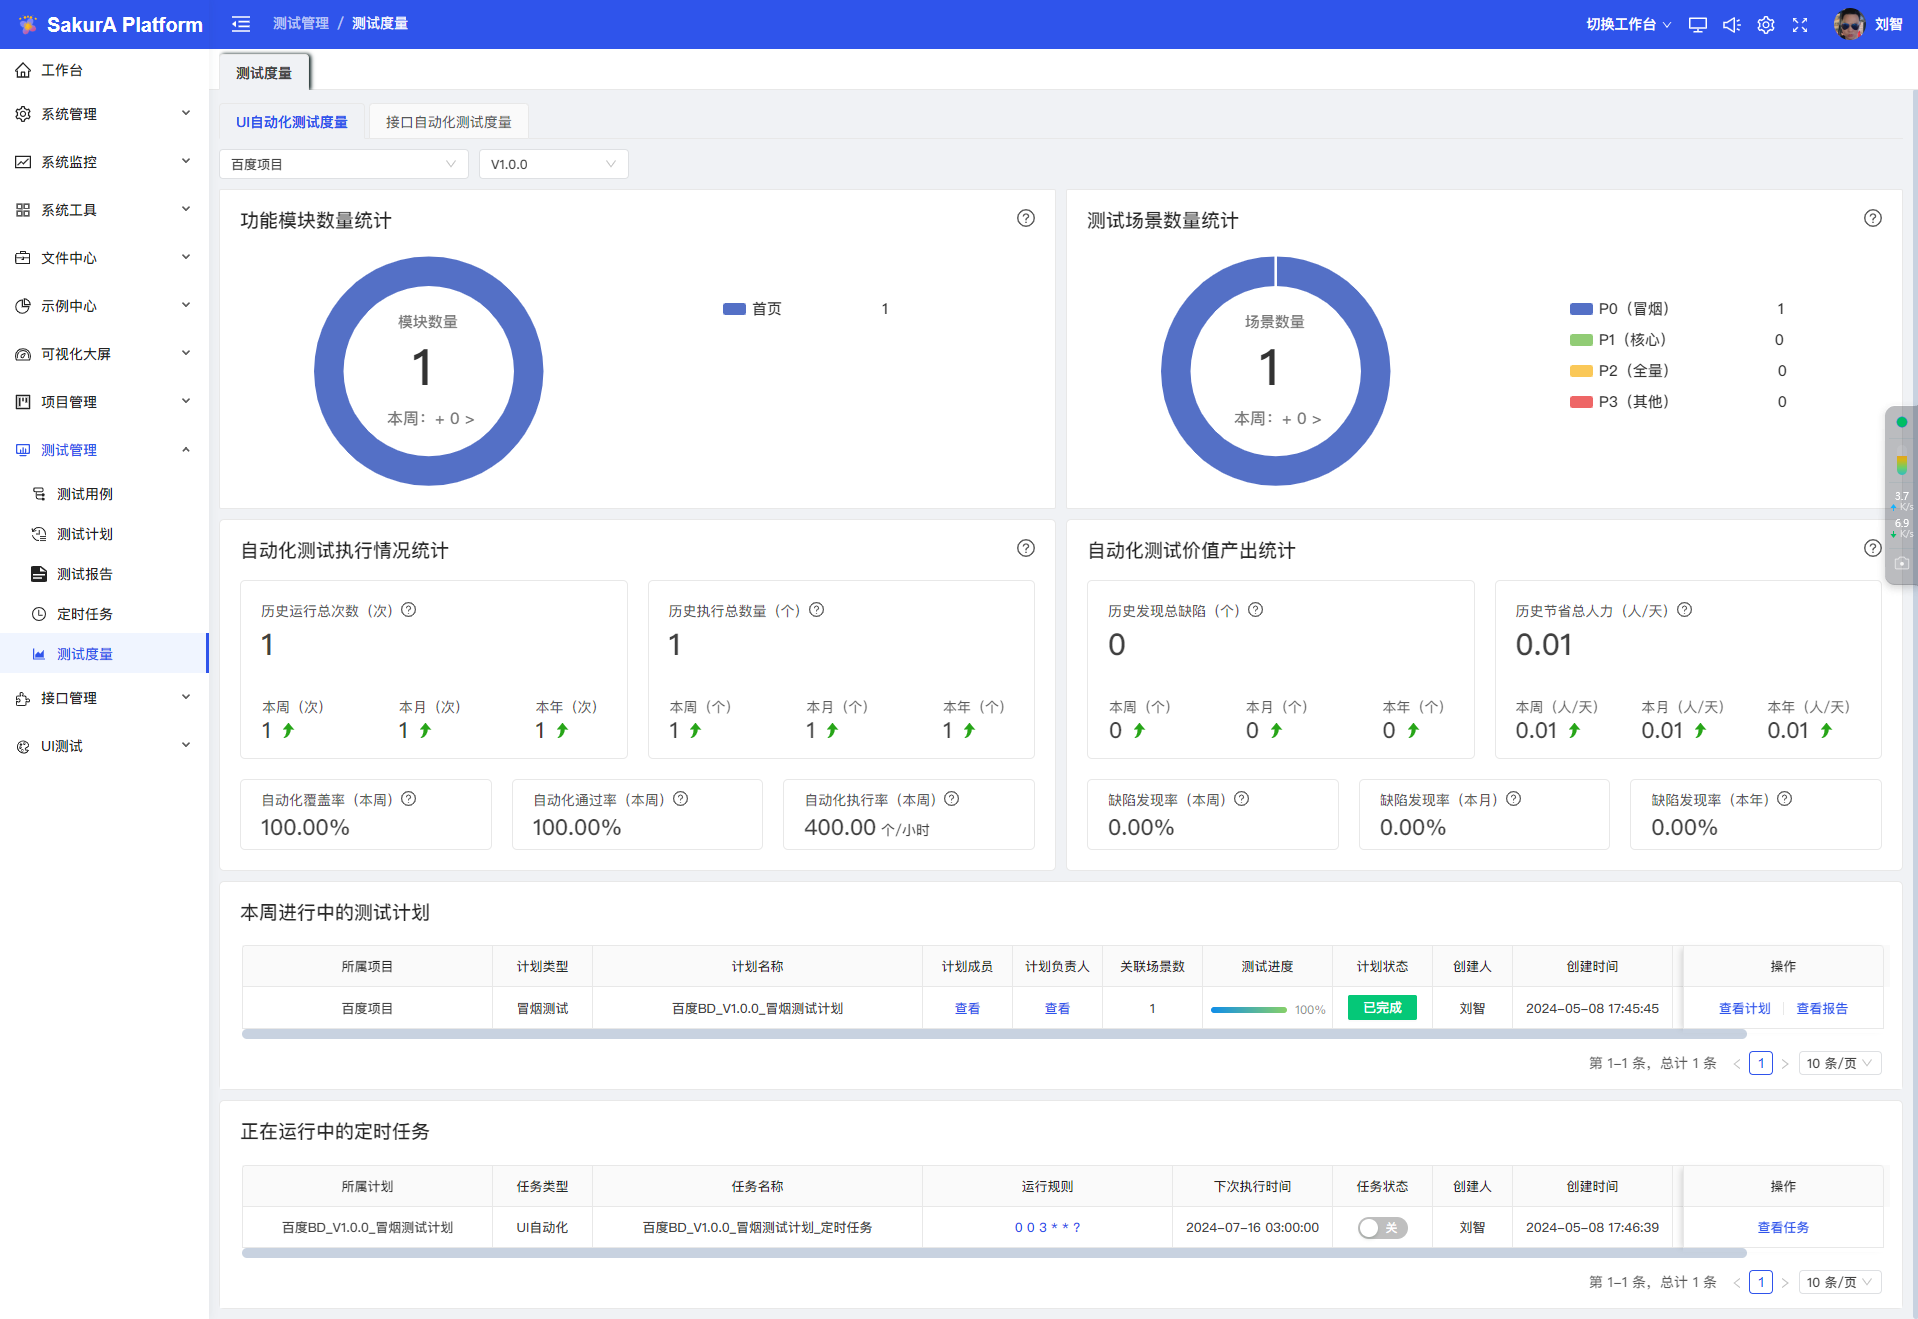 SakurA Platform
测试管理 / 测试度量
切换工作台
刘智
工作台
系统管理
系统监控
系统工具
文件中心
示例中心
可视化大屏
项目管理
测试管理
测试用例
测试计划
测试报告
定时任务
测试度量
接口管理
UI测试
测试度量
UI自动化测试度量
接口自动化测试度量
百度项目
V1.0.0
功能模块数量统计
模块数量
1
本周：+ 0 >
首页 1
测试场景数量统计
场景数量
1
本周：+ 0 >
P0（冒烟） 1
P1（核心） 0
P2（全量） 0
P3（其他） 0
3.7
K/s
6.9
K/s
自动化测试执行情况统计
历史运行总次数（次）
1
本周（次） 本月（次） 本年（次）
1 1 1
历史执行总数量（个）
1
本周（个） 本月（个） 本年（个）
1 1 1
自动化覆盖率（本周）
100.00%
自动化通过率（本周）
100.00%
自动化执行率（本周）
400.00 个/小时
自动化测试价值产出统计
历史发现总缺陷（个）
0
本周（个） 本月（个） 本年（个）
0 0 0
历史节省总人力（人/天）
0.01
本周（人/天） 本月（人/天） 本年（人/天）
0.01 0.01 0.01
缺陷发现率（本周）
0.00%
缺陷发现率（本月）
0.00%
缺陷发现率（本年）
0.00%
本周进行中的测试计划
所属项目 计划类型 计划名称 计划成员 计划负责人 关联场景数 测试进度 计划状态 创建人 创建时间 操作
百度项目 冒烟测试 百度BD_V1.0.0_冒烟测试计划 查看 查看 1 100% 已完成 刘智 2024-05-08 17:45:45 查看计划 查看报告
第 1-1 条，总计 1 条 < 1 > 10 条/页
正在运行中的定时任务
所属计划 任务类型 任务名称 运行规则 下次执行时间 任务状态 创建人 创建时间 操作
百度BD_V1.0.0_冒烟测试计划 UI自动化 百度BD_V1.0.0_冒烟测试计划_定时任务 0 0 3 * * ? 2024-07-16 03:00:00 关 刘智 2024-05-08 17:46:39 查看任务
第 1-1 条，总计 1 条 < 1 > 10 条/页